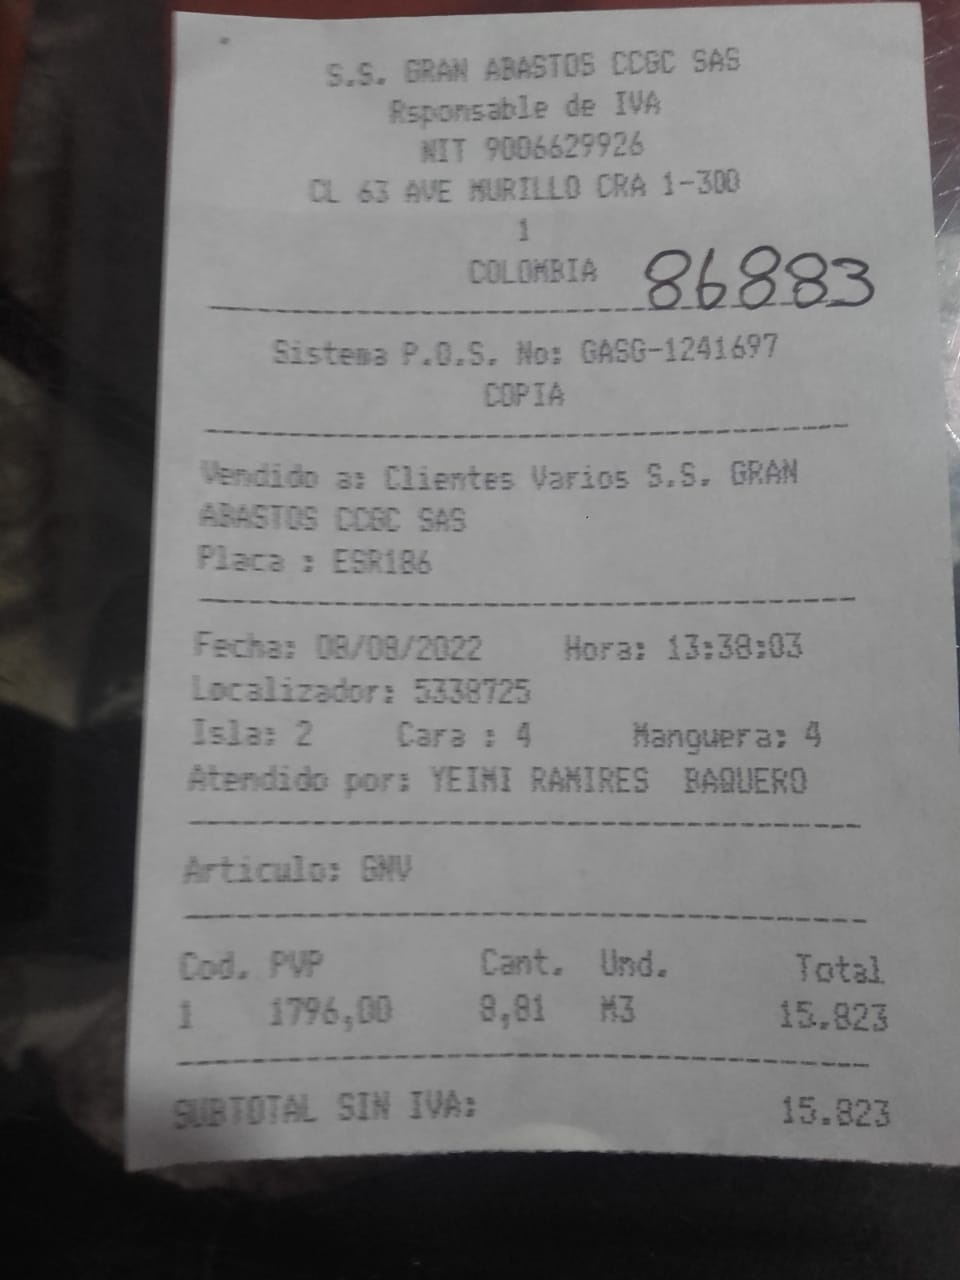 S.S. GRAN ABASTOS CCGC SAS
Rsponsable de IVA
NIT 9006629926
CL 63 AVE MURILLO CRA 1-300
1
COLOMBIA 86883
Sistema P.O.S. No: GASG-1241697
COPIA
Vendido a: Clientes Varios S.S. GRAN
ABASTOS CCGC SAS
Placa : ESR186
Fecha: 08/08/2022 Hora: 13:38:03
Localizador: 5338725
Isla: 2 Cara : 4 Manguera: 4
Atendido por: YEIMI RAMIRES BAQUERO
Articulo: GNV
Cod. PVP Cant. Und. Total
1 1796,00 8,81 M3 15.823
SUBTOTAL SIN IVA: 15.823